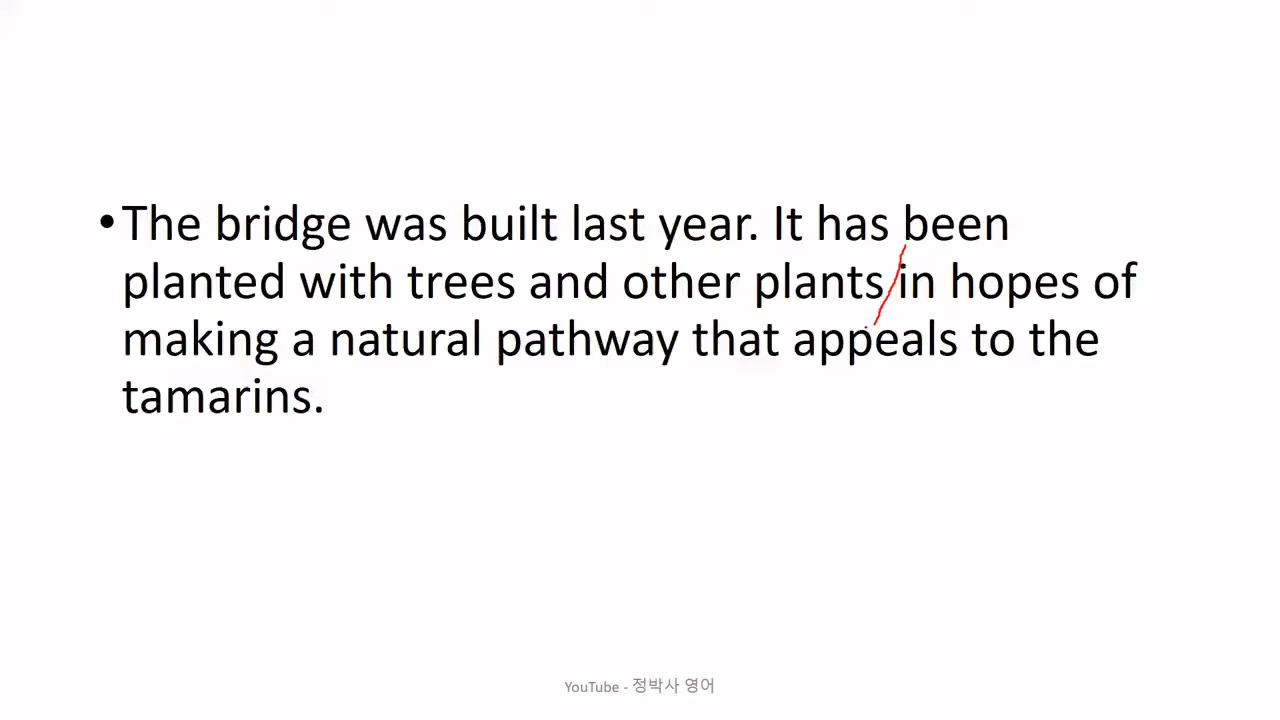 •The bridge was built last year. It has been
planted with trees and other plants in hopes of
making a natural pathway that appeals to the
tamarins.
YouTube - 정박사 영어